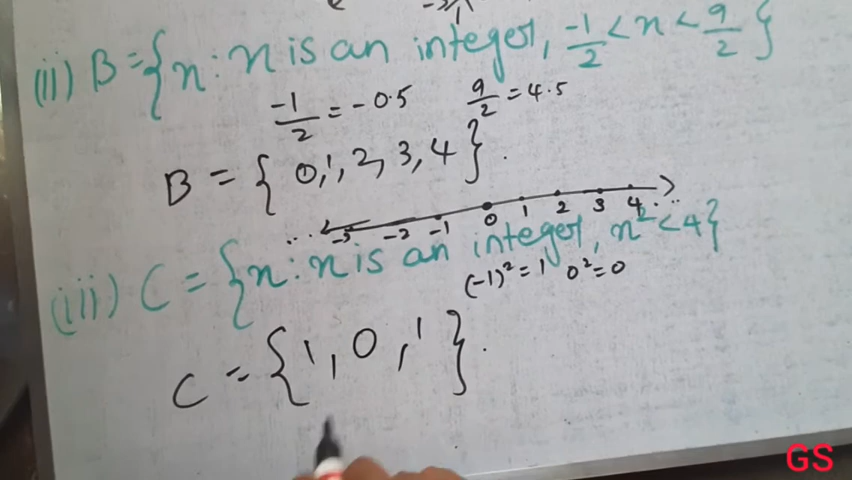 (ii) B = {n : n is an integer, -1/2 < n < 9/2}
-1/2 = -0.5 9/2 = 4.5
B = { 0, 1, 2, 3, 4 }.
... -3 -2 -1 0 1 2 3 4 ...
(iii) C = {n : n is an integer, n² < 4}
(-1)² = 1 0² = 0
C = { 1, 0, 1 }.
GS